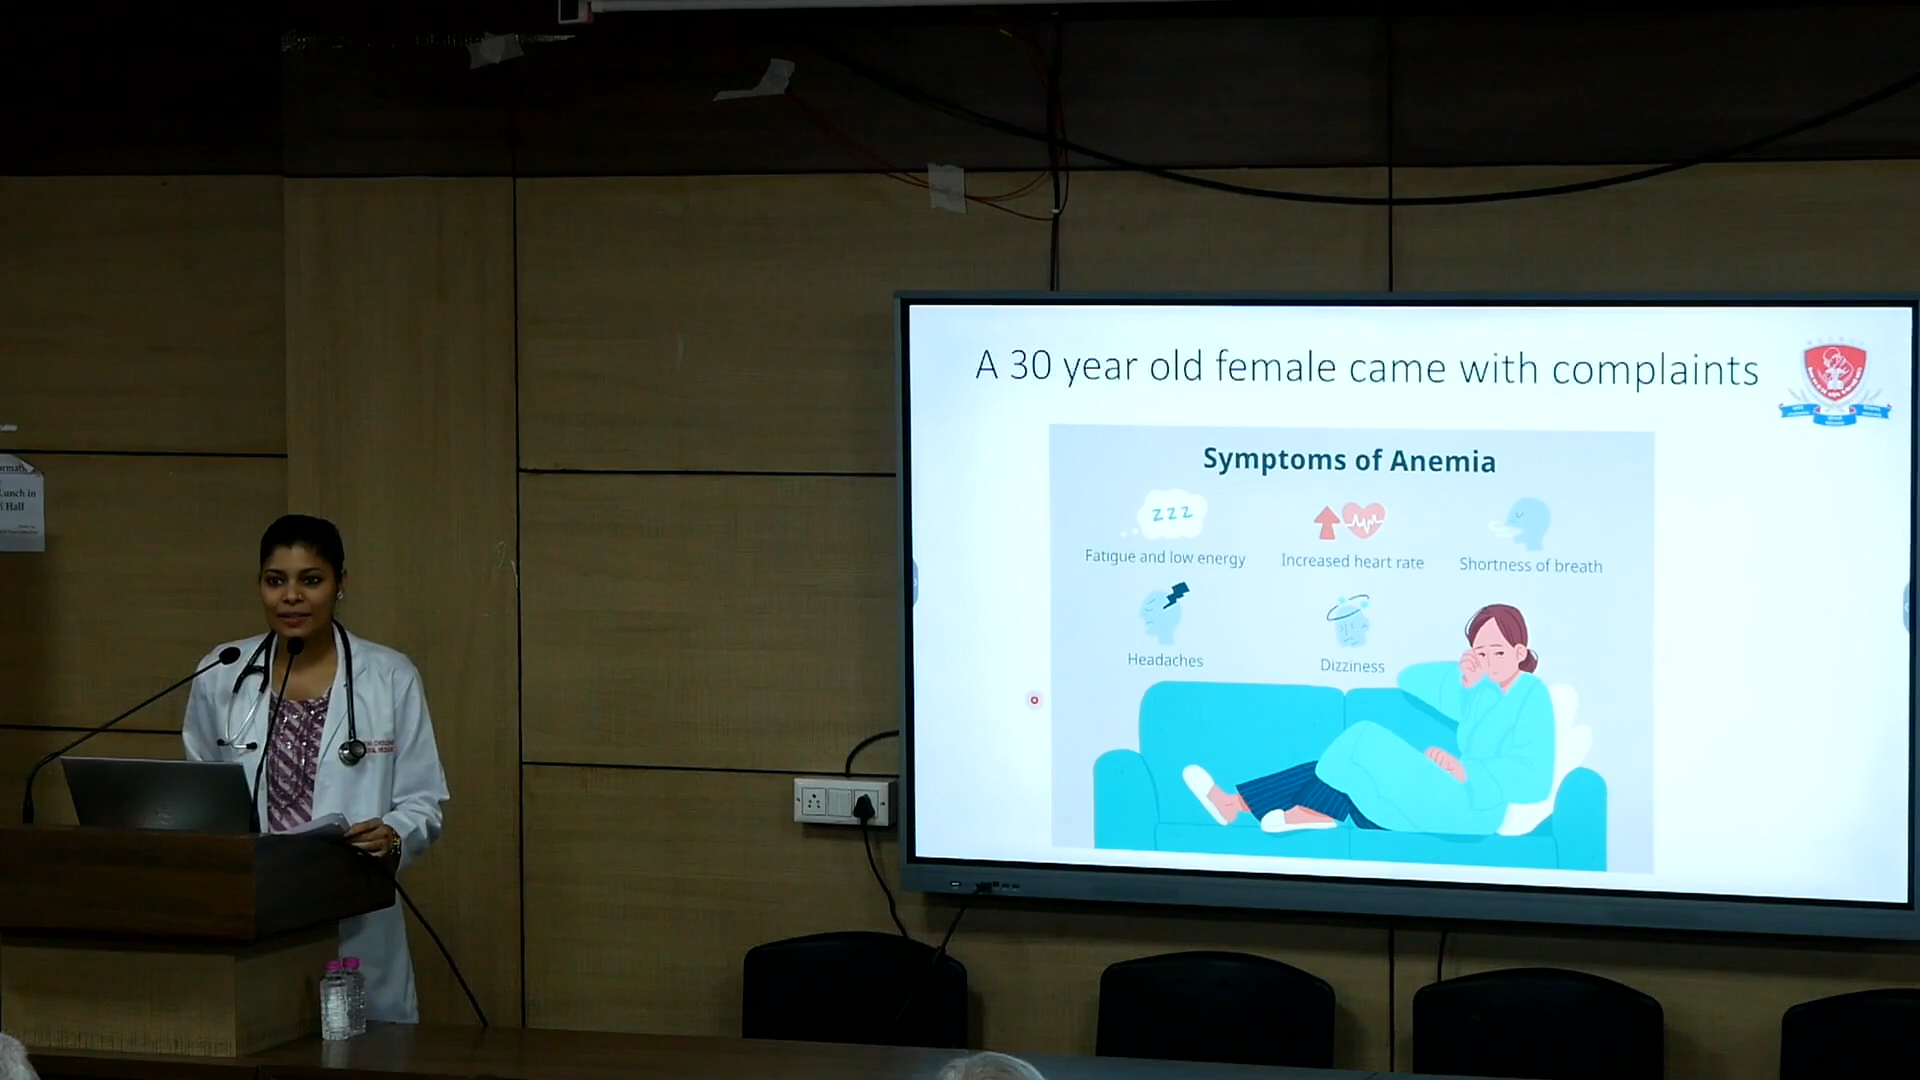 A 30 year old female came with complaints
Symptoms of Anemia
z z z
Fatigue and low energy
Increased heart rate
Shortness of breath
Headaches
Dizziness
Lunch in
Hall